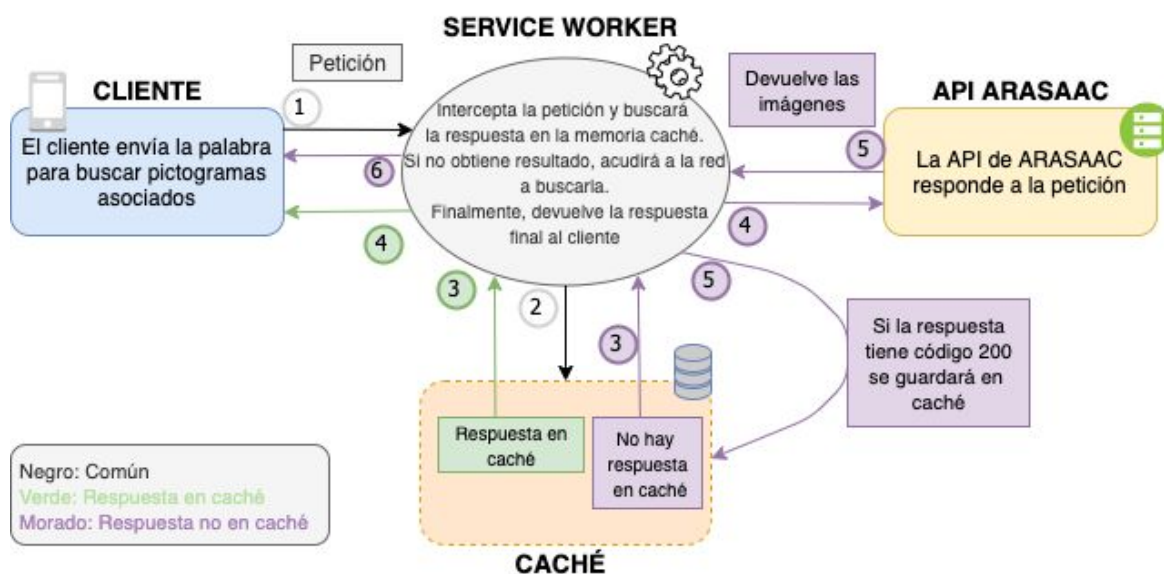 SERVICE WORKER
Petición
CLIENTE
1
El cliente envía la palabra
para buscar pictogramas
asociados
6
4
Intercepta la petición y buscará
la respuesta en la memoria caché.
Si no obtiene resultado, acudirá a la red
a buscarla.
Finalmente, devuelve la respuesta
final al cliente
Devuelve las
imágenes
API ARASAAC
5
La API de ARASAAC
responde a la petición
4
3
2
3
5
Si la respuesta
tiene código 200
se guardará en
caché
Respuesta en
caché
No hay
respuesta
en caché
CACHÉ
Negro: Común
Verde: Respuesta en caché
Morado: Respuesta no en caché